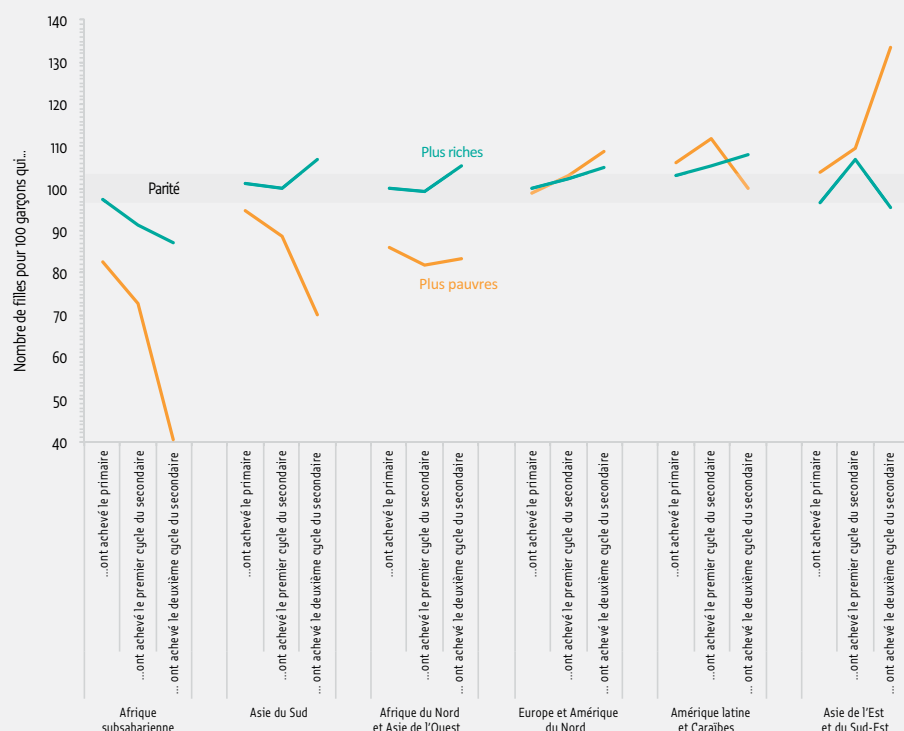 Nombre de filles pour 100 garçons qui...
140
130
120
110
100
90
80
70
60
50
40
Parité
Plus riches
Plus pauvres
...ont achevé le primaire
...ont achevé le premier cycle du secondaire
... ont achevé le deuxième cycle du secondaire
...ont achevé le primaire
...ont achevé le premier cycle du secondaire
... ont achevé le deuxième cycle du secondaire
...ont achevé le primaire
...ont achevé le premier cycle du secondaire
... ont achevé le deuxième cycle du secondaire
...ont achevé le primaire
...ont achevé le premier cycle du secondaire
... ont achevé le deuxième cycle du secondaire
...ont achevé le primaire
...ont achevé le premier cycle du secondaire
... ont achevé le deuxième cycle du secondaire
...ont achevé le primaire
...ont achevé le premier cycle du secondaire
... ont achevé le deuxième cycle du secondaire
Afrique
subsaharienne
Asie du Sud
Afrique du Nord
et Asie de l'Ouest
Europe et Amérique
du Nord
Amérique latine
et Caraïbes
Asie de l'Est
et du Sud-Est